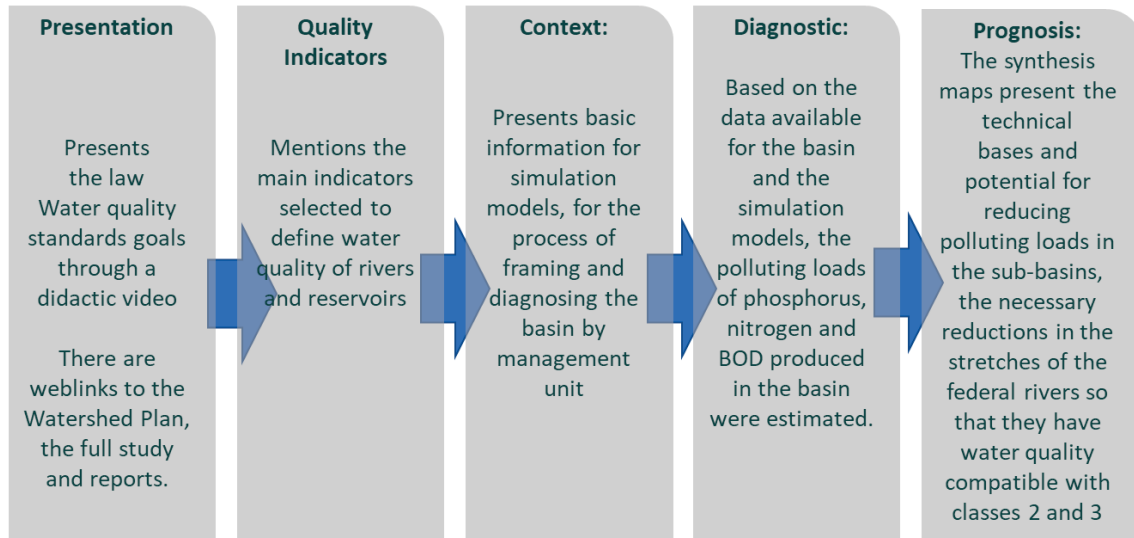 Presentation
Presents
the law
Water quality
standards goals
through a
didactic video
There are
weblinks to the
Watershed Plan,
the full study
and reports.
Quality
Indicators
Mentions the
main indicators
selected to
define water
quality of rivers
and reservoirs
Context:
Presents basic
information for
simulation
models, for the
process of
framing and
diagnosing the
basin by
management
unit
Diagnostic:
Based on the
data available
for the basin
and the
simulation
models, the
polluting loads
of phosphorus,
nitrogen and
BOD produced
in the basin
were estimated.
Prognosis:
The synthesis
maps present the
technical
bases and
potential for
reducing
polluting loads in
the sub-basins,
the necessary
reductions in the
stretches of the
federal rivers so
that they have
water quality
compatible with
classes 2 and 3